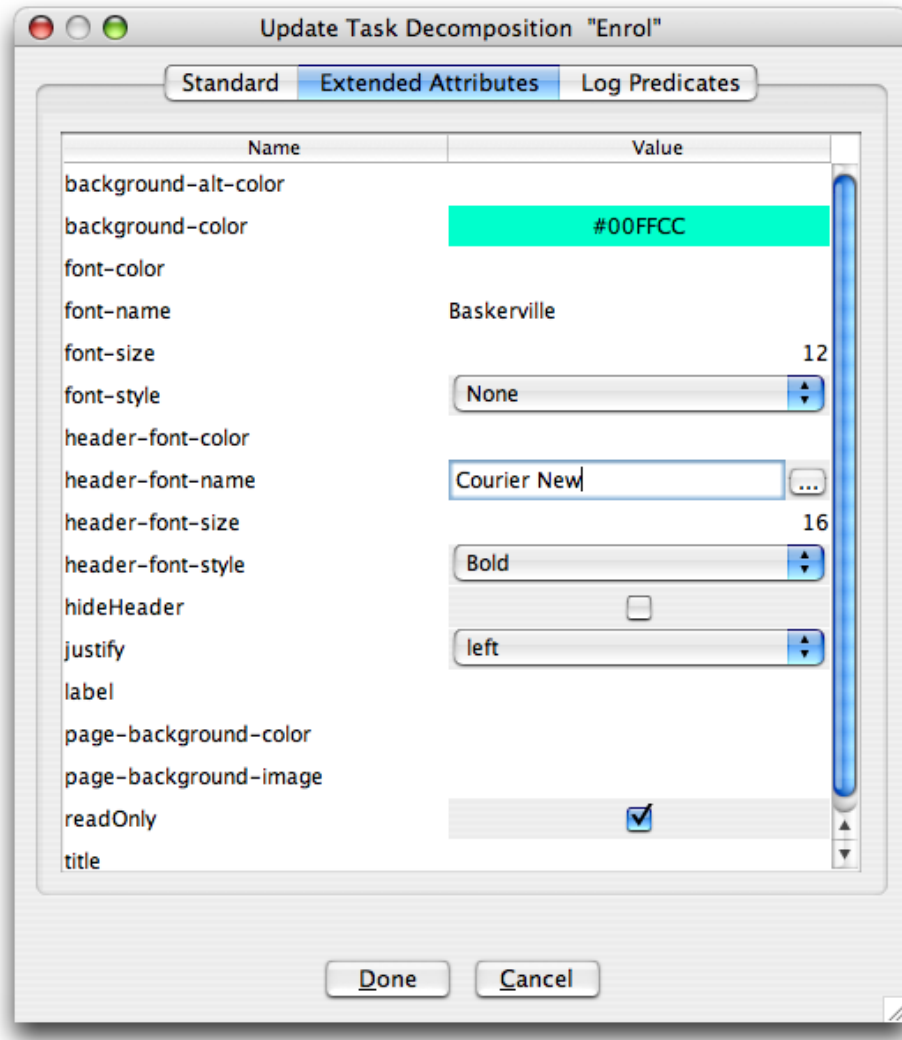 Update Task Decomposition "Enrol"
Standard Extended Attributes Log Predicates
Name Value
background-alt-color
background-color #00FFCC
font-color
font-name Baskerville
font-size 12
font-style None
header-font-color
header-font-name Courier New ...
header-font-size 16
header-font-style Bold
hideHeader
justify left
label
page-background-color
page-background-image
readOnly
title
Done Cancel